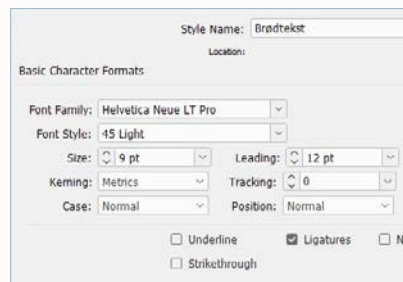 Style Name: Brødtekst
Location:
Basic Character Formats
Font Family: Helvetica Neue LT Pro
Font Style: 45 Light
Size: 9 pt Leading: 12 pt
Kerning: Metrics Tracking: 0
Case: Normal Position: Normal
Underline Ligatures N
Strikethrough